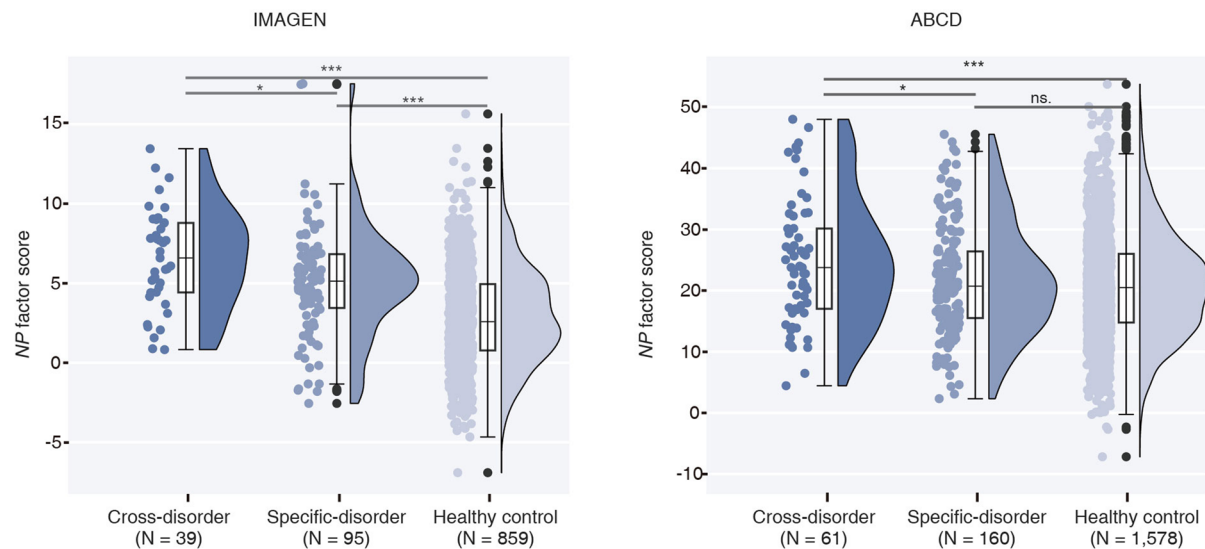 IMAGEN
NP factor score
15
10
5
0
-5
***
*
***
Cross-disorder
(N = 39)
Specific-disorder
(N = 95)
Healthy control
(N = 859)
ABCD
NP factor score
50
40
30
20
10
0
-10
***
*
ns.
Cross-disorder
(N = 61)
Specific-disorder
(N = 160)
Healthy control
(N = 1,578)